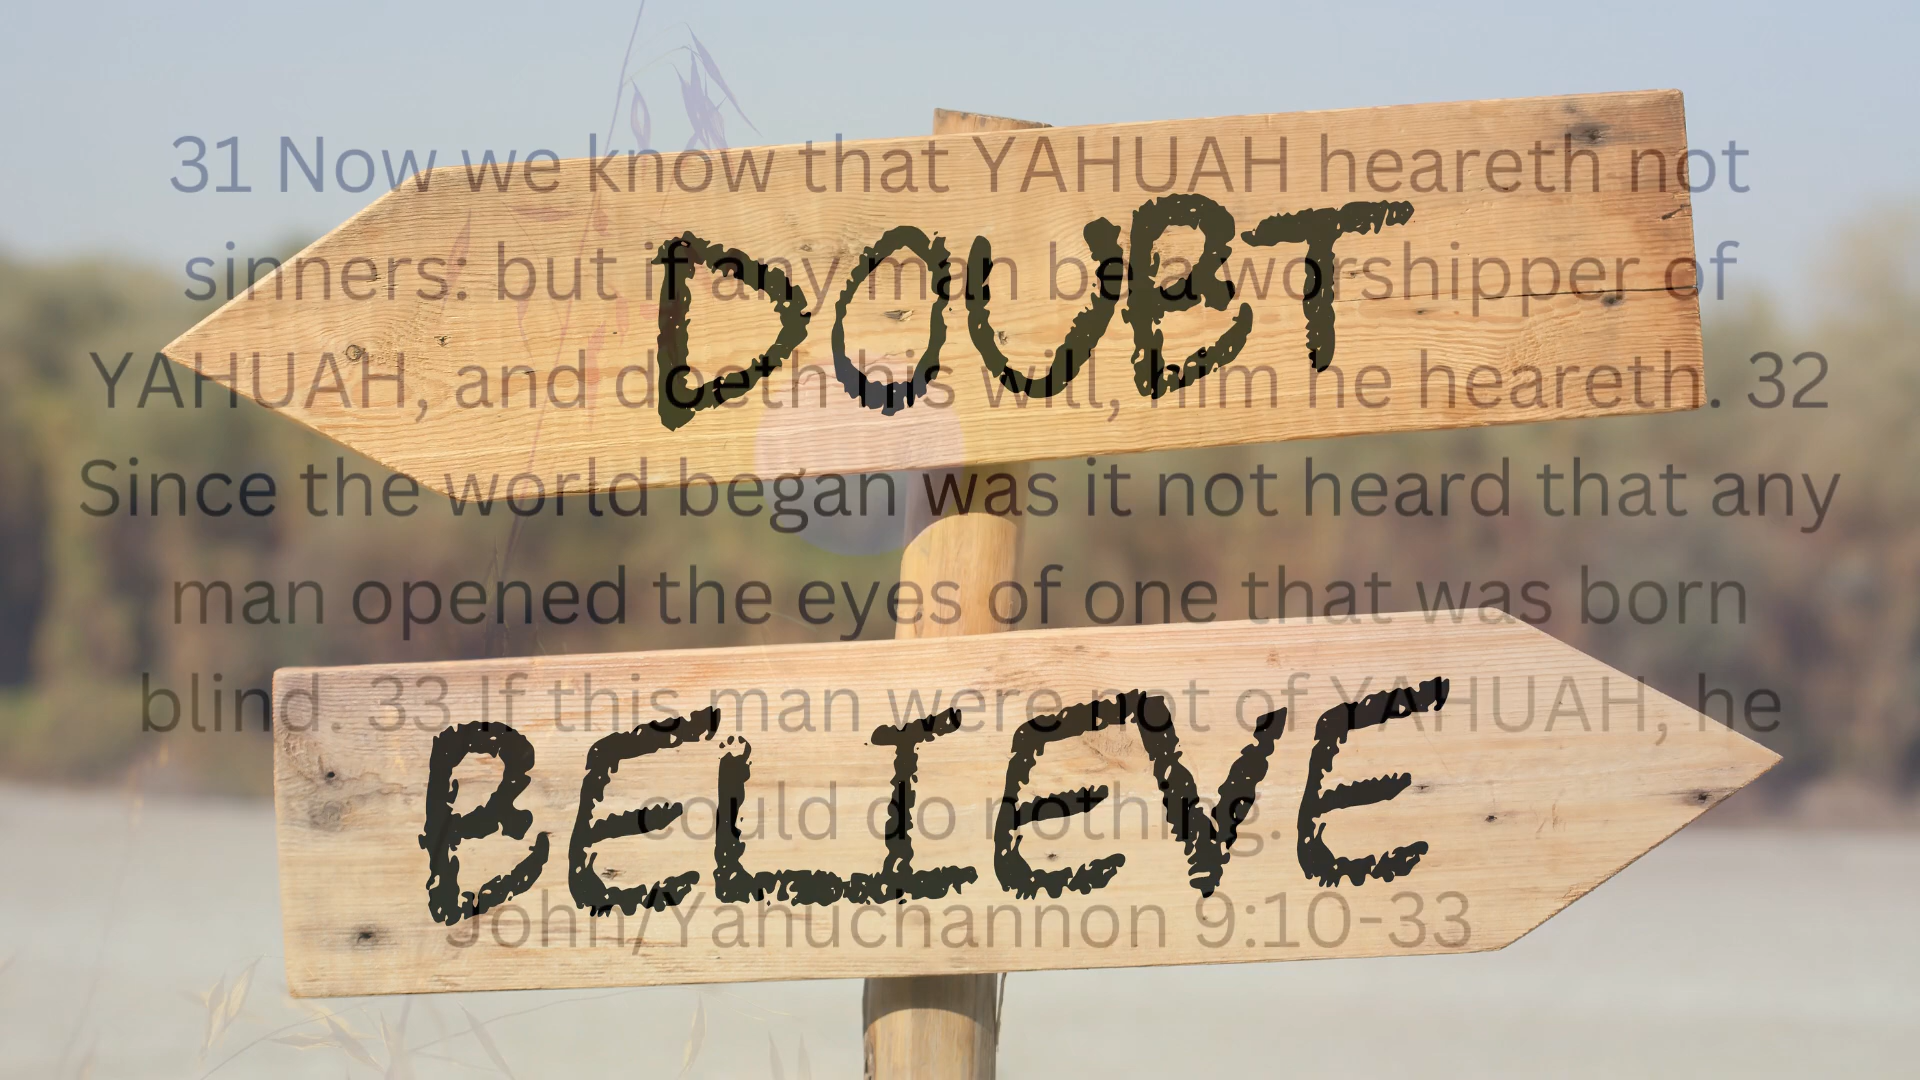 31 Now we know that YAHUAH heareth not
sinners: but if any man be a worshipper of
YAHUAH, and doeth his will, him he heareth. 32
Since the world began was it not heard that any
man opened the eyes of one that was born
blind. 33 If this man were not of YAHUAH, he
could do nothing.
John/Yahuchannon 9:10-33
DOUBT
BELIEVE